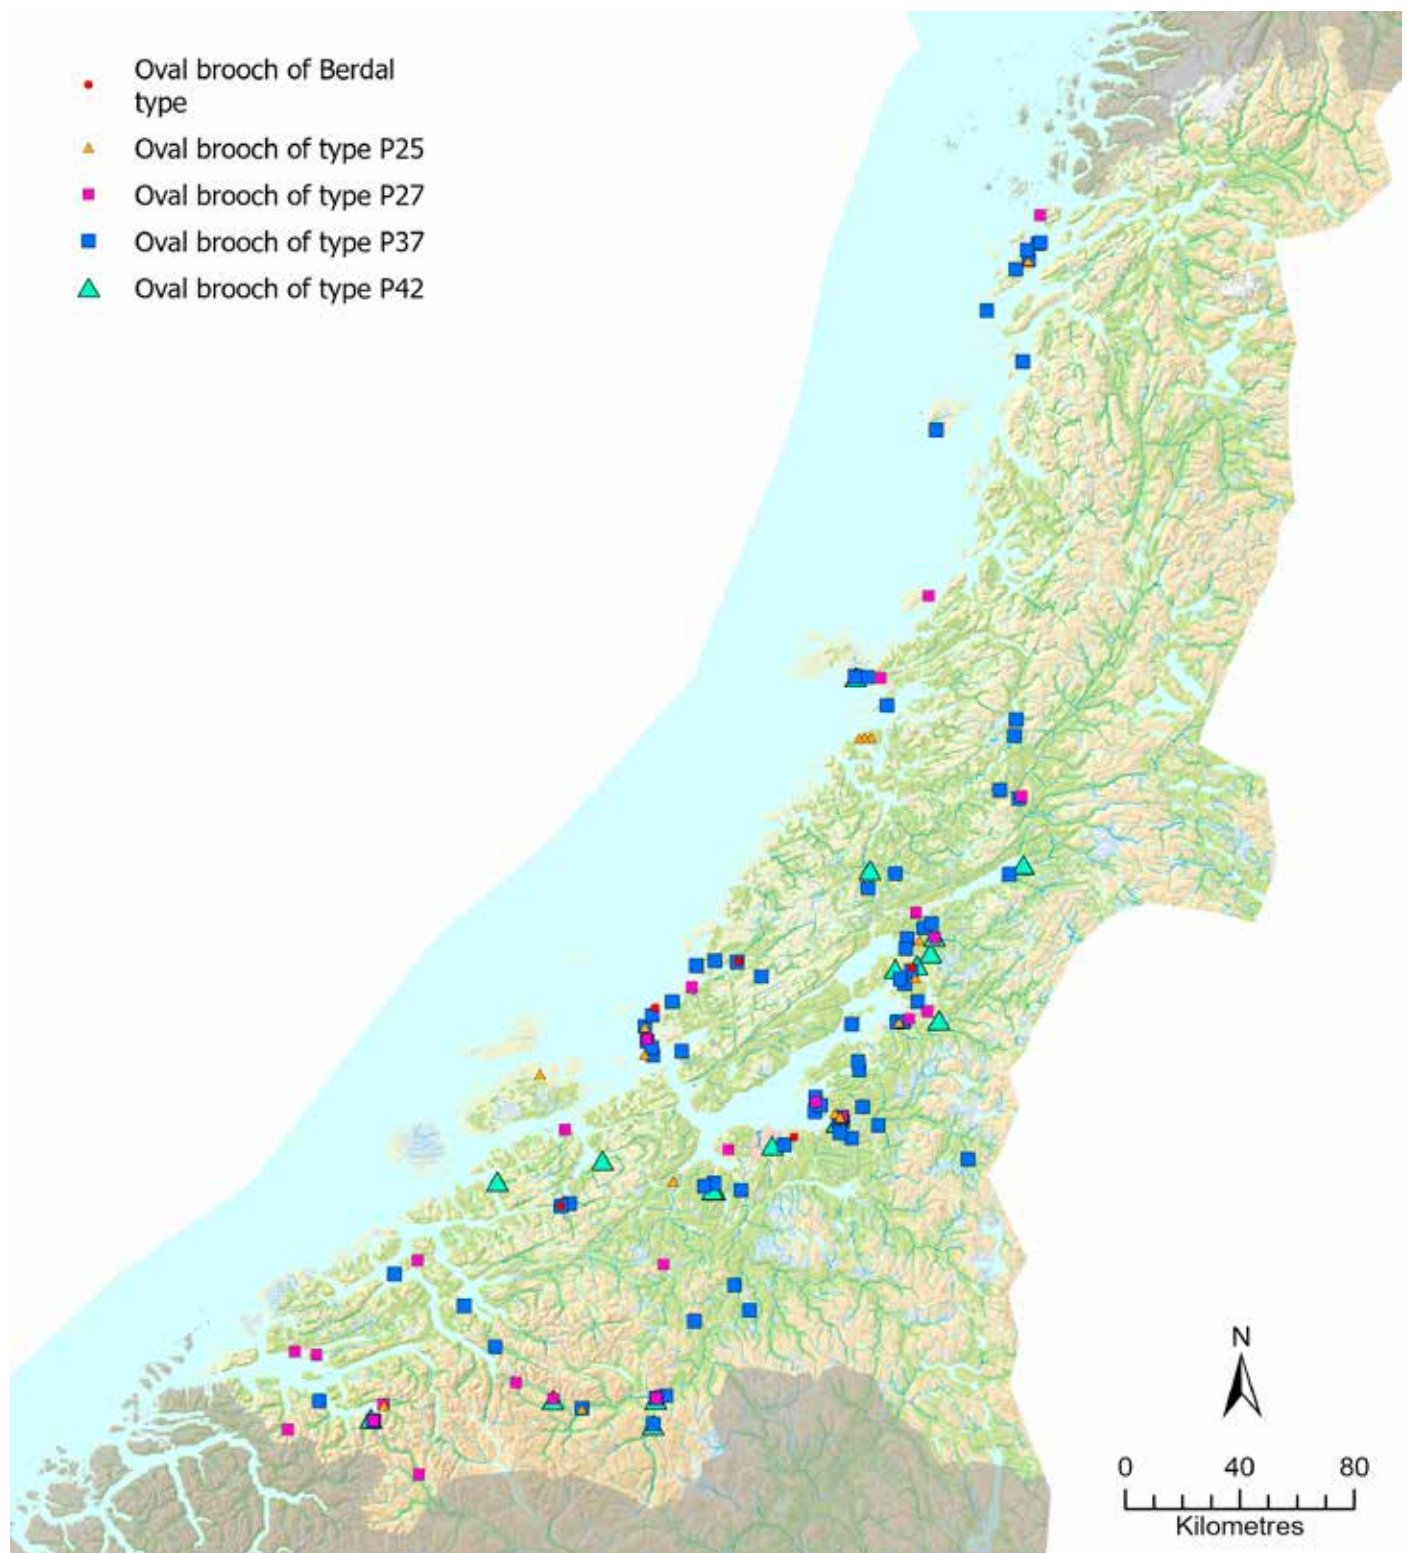 Oval brooch of Berdal
type
Oval brooch of type P25
Oval brooch of type P27
Oval brooch of type P37
Oval brooch of type P42
N
0 40 80
Kilometres